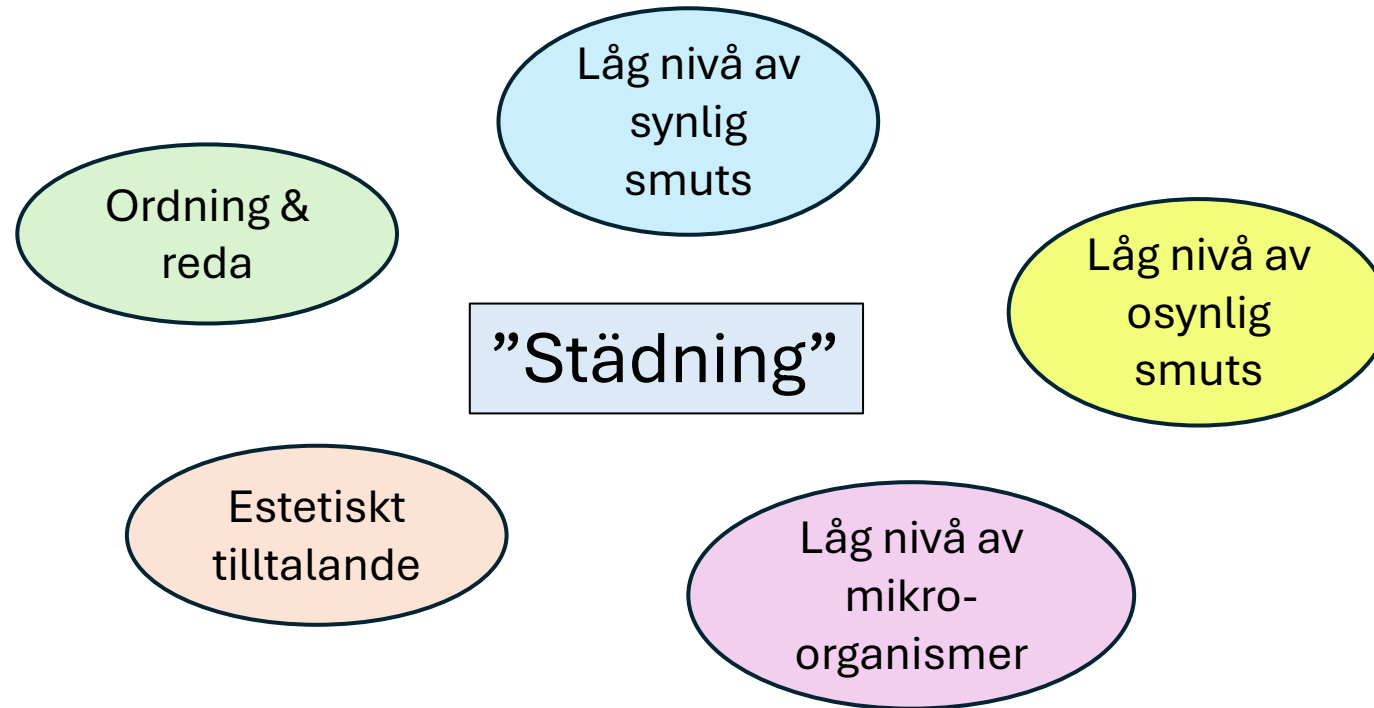 Låg nivå av
synlig
smuts
Ordning &
reda
Låg nivå av
osynlig
smuts
”Städning”
Estetiskt
tilltalande
Låg nivå av
mikro-
organismer